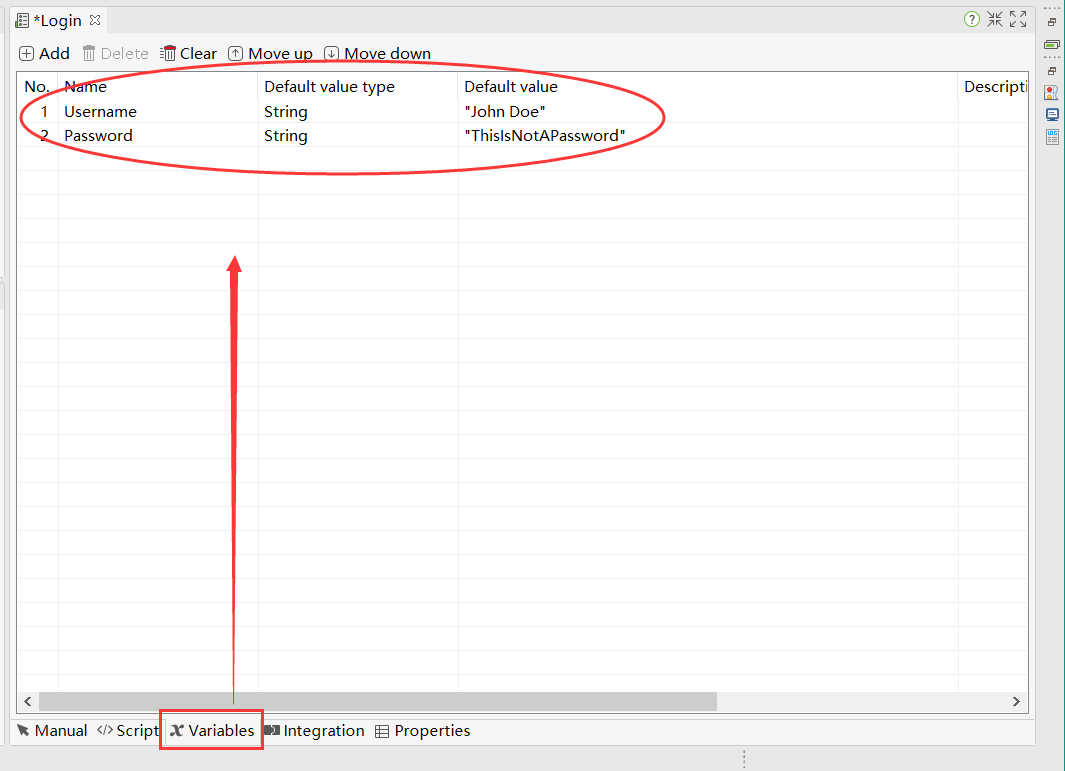 *Login
Add Delete Clear Move up Move down
No. Name Default value type Default value Descripti
1 Username String "John Doe"
2 Password String "ThisIsNotAPassword"
Manual </> Script x Variables Integration Properties